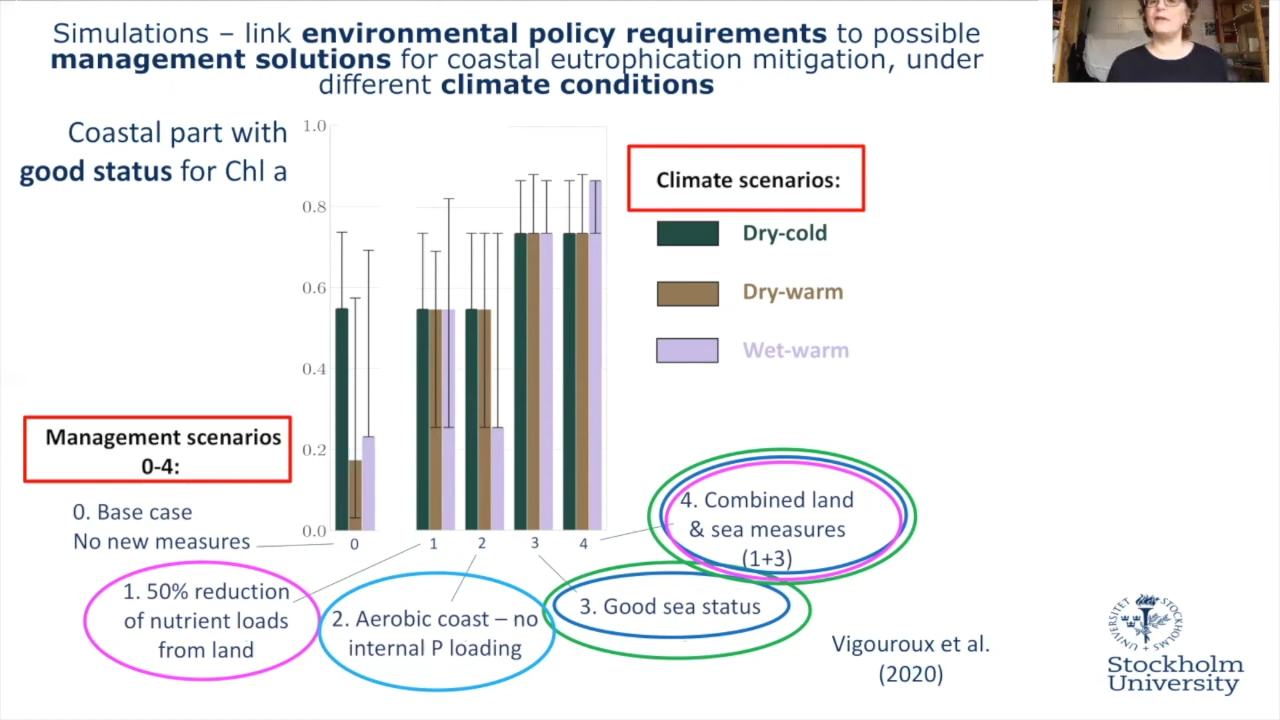 Simulations – link environmental policy requirements to possible
management solutions for coastal eutrophication mitigation, under
different climate conditions
Coastal part with
good status for Chl a
1.0
0.8
0.6
0.4
0.2
0.0
0
1
2
3
4
Climate scenarios:
Dry-cold
Dry-warm
Wet-warm
Management scenarios
0-4:
0. Base case
No new measures
1. 50% reduction
of nutrient loads
from land
2. Aerobic coast – no
internal P loading
3. Good sea status
4. Combined land
& sea measures
(1+3)
Vigouroux et al.
(2020)
STOCKHOLMS
UNIVERSITET
Stockholm
University